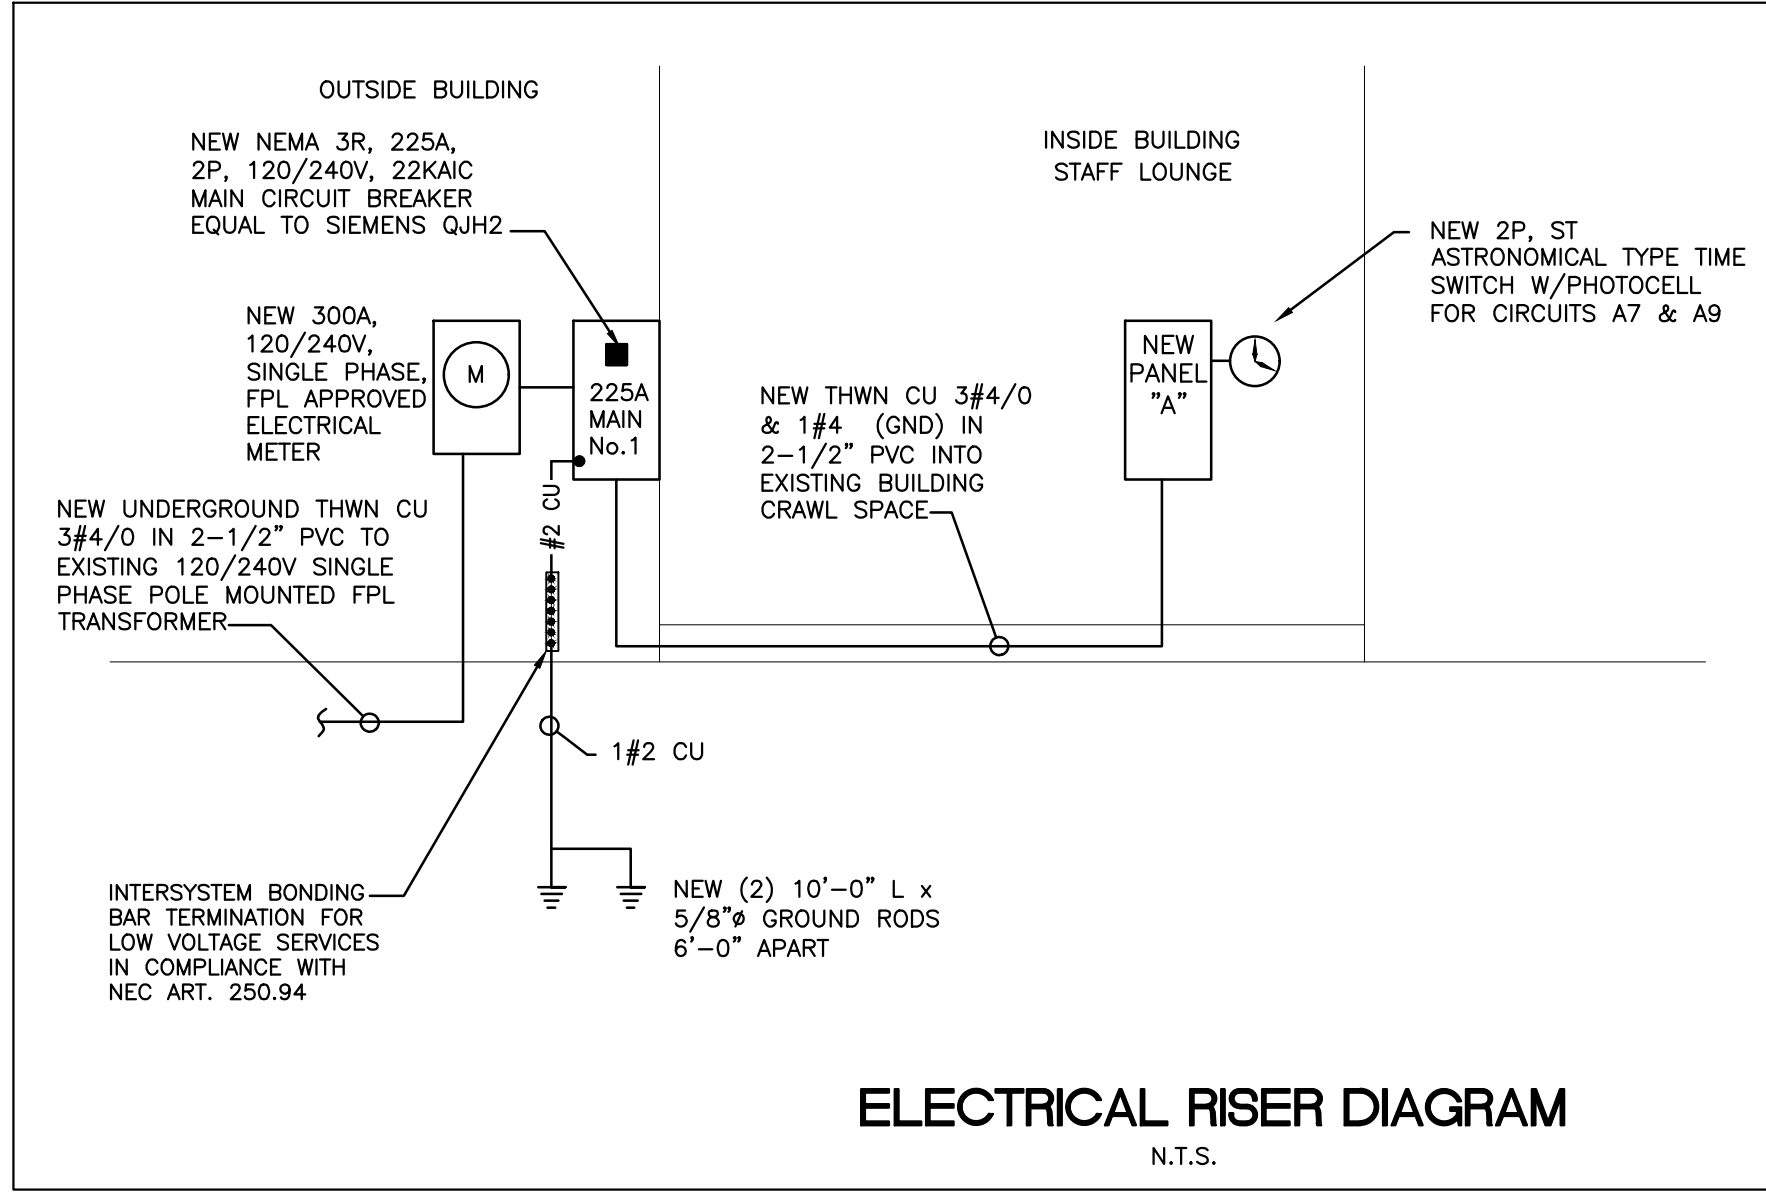 OUTSIDE BUILDING
NEW NEMA 3R, 225A,
2P, 120/240V, 22KAIC
MAIN CIRCUIT BREAKER
EQUAL TO SIEMENS QJH2
INSIDE BUILDING
STAFF LOUNGE
NEW 2P, ST
ASTRONOMICAL TYPE TIME
SWITCH W/PHOTOCELL
FOR CIRCUITS A7 & A9
NEW 300A,
120/240V,
SINGLE PHASE,
FPL APPROVED
ELECTRICAL
METER
M
225A
MAIN
No.1
NEW
PANEL
"A"
NEW THWN CU 3#4/0
& 1#4 (GND) IN
2-1/2" PVC INTO
EXISTING BUILDING
CRAWL SPACE
NEW UNDERGROUND THWN CU
3#4/0 IN 2-1/2" PVC TO
EXISTING 120/240V SINGLE
PHASE POLE MOUNTED FPL
TRANSFORMER
#2 CU
1#2 CU
INTERSYSTEM BONDING
BAR TERMINATION FOR
LOW VOLTAGE SERVICES
IN COMPLIANCE WITH
NEC ART. 250.94
NEW (2) 10'-0" L x
5/8"ø GROUND RODS
6'-0" APART
ELECTRICAL RISER DIAGRAM
N.T.S.